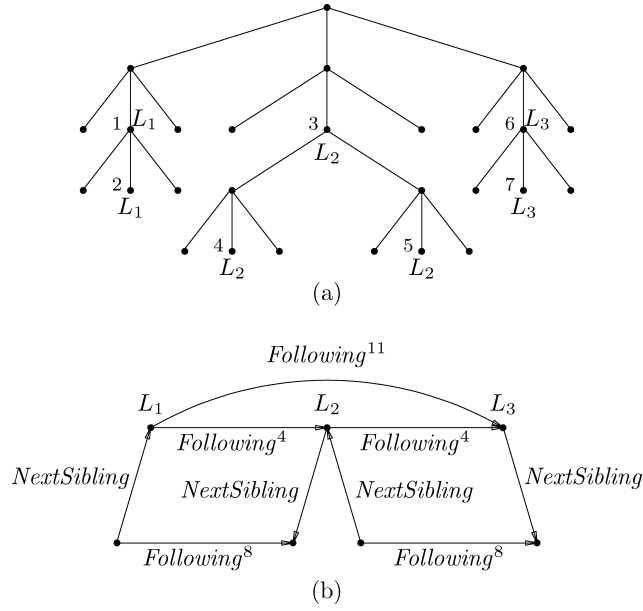 1 L₁ 3 6 L₃
L₂
2 7
L₁ L₃
4 5
L₂ L₂
(a)
Following¹¹
L₁ L₂ L₃
Following⁴ Following⁴
NextSibling NextSibling NextSibling NextSibling
Following⁸ Following⁸
(b)